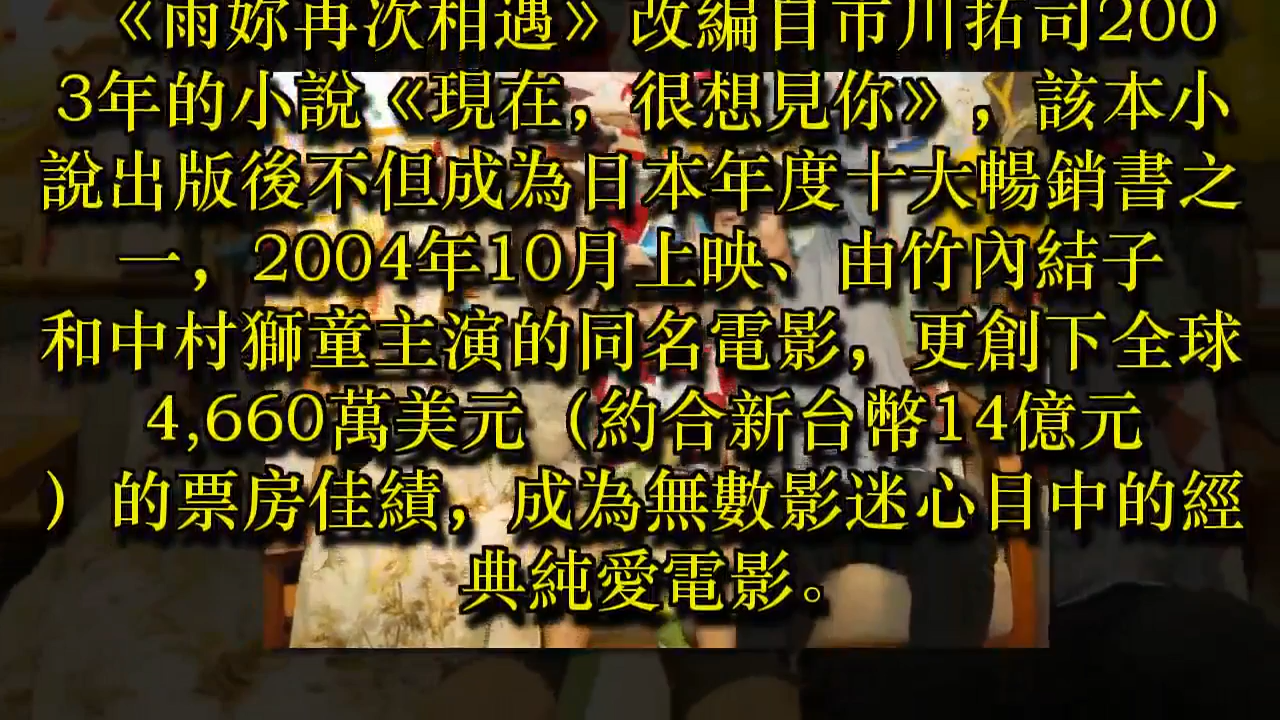 《雨妳再次相遇》改編自市川拓司200
3年的小說《現在，很想見你》，該本小
說出版後不但成為日本年度十大暢銷書之
一，2004年10月上映、由竹內結子
和中村獅童主演的同名電影，更創下全球
4,660萬美元（約合新台幣14億元
）的票房佳績，成為無數影迷心目中的經
典純愛電影。